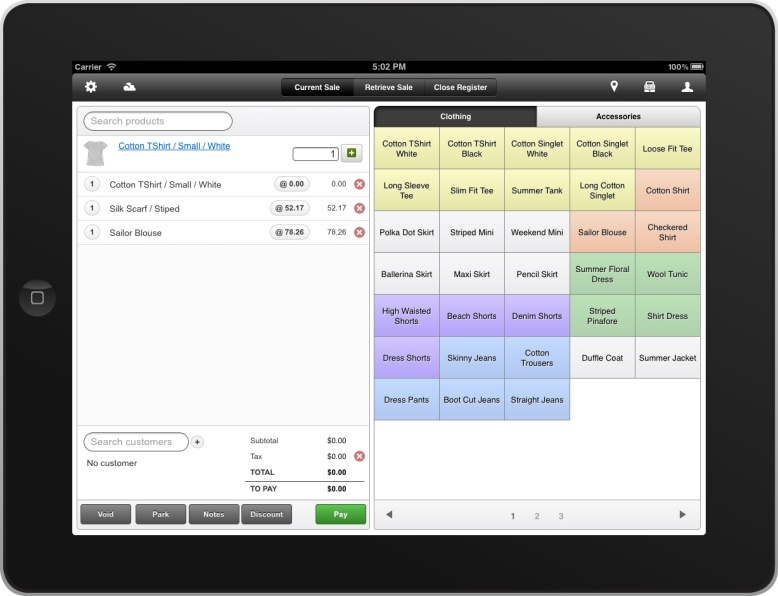 Carrier 5:02 PM 100%
Current Sale Retrieve Sale Close Register
Search products
Cotton TShirt / Small / White 1
1 Cotton TShirt / Small / White @ 0.00 0.00
1 Silk Scarf / Stiped @ 52.17 52.17
1 Sailor Blouse @ 78.26 78.26
Search customers +
No customer
Subtotal $0.00
Tax $0.00
TOTAL $0.00
TO PAY $0.00
Void Park Notes Discount Pay
Clothing Accessories
Cotton TShirt White
Cotton TShirt Black
Cotton Singlet White
Cotton Singlet Black
Loose Fit Tee
Long Sleeve Tee
Slim Fit Tee
Summer Tank
Long Cotton Singlet
Cotton Shirt
Polka Dot Skirt
Striped Mini
Weekend Mini
Sailor Blouse
Checkered Shirt
Ballerina Skirt
Maxi Skirt
Pencil Skirt
Summer Floral Dress
Wool Tunic
High Waisted Shorts
Beach Shorts
Denim Shorts
Striped Pinafore
Shirt Dress
Dress Shorts
Skinny Jeans
Cotton Trousers
Duffle Coat
Summer Jacket
Dress Pants
Boot Cut Jeans
Straight Jeans
1 2 3